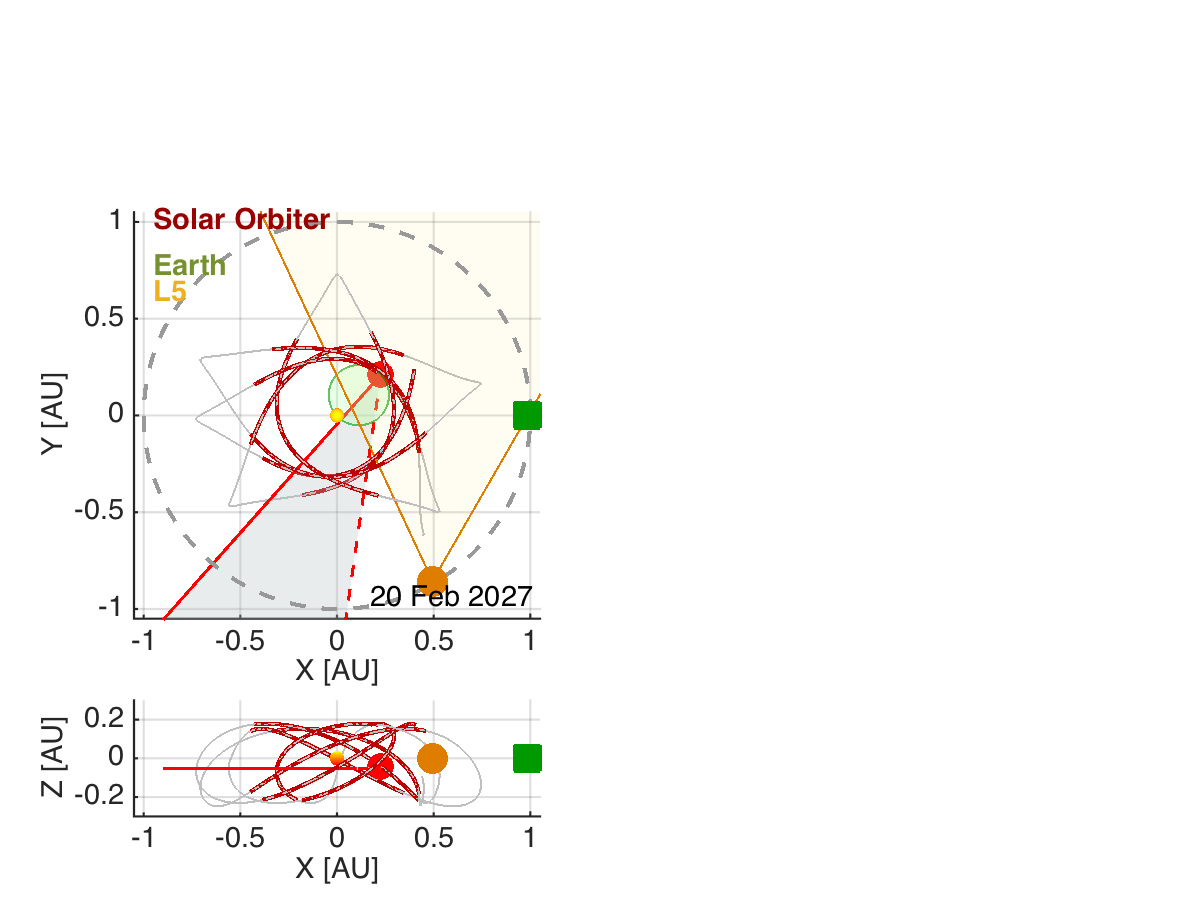 Solar Orbiter
Earth
L5
1
0.5
0
-0.5
-1
Y [AU]
20 Feb 2027
-1 -0.5 0 0.5 1
X [AU]
0.2
0
-0.2
Z [AU]
-1 -0.5 0 0.5 1
X [AU]